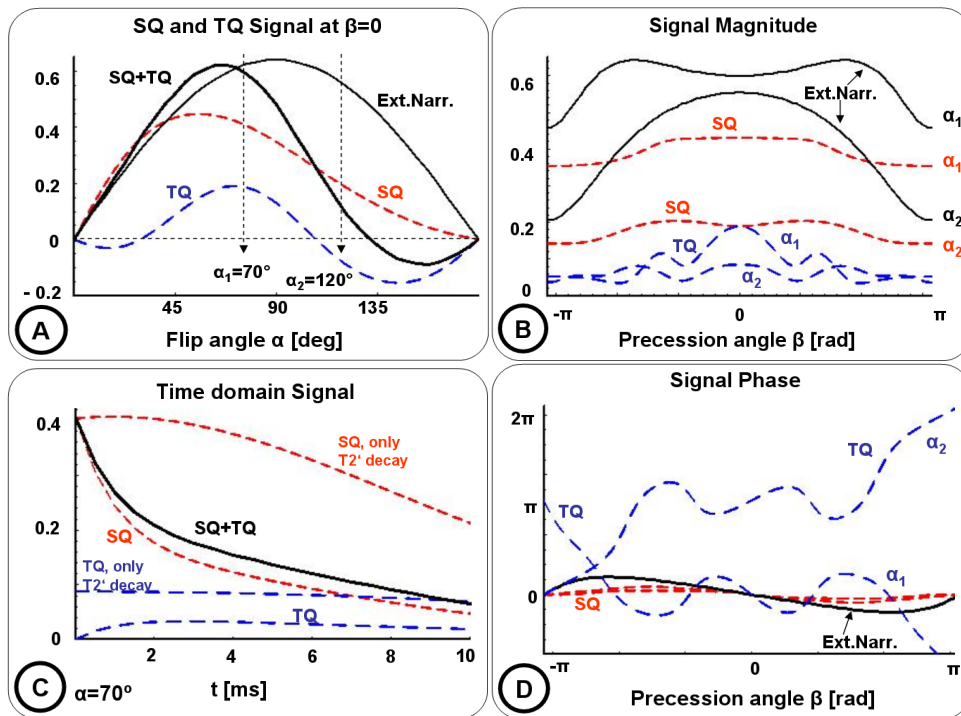 SQ and TQ Signal at β=0
0.6
0.4
0.2
0
- 0.2
SQ+TQ
Ext.Narr.
TQ
SQ
α1=70°
α2=120°
45
90
135
A
Flip angle α [deg]
Signal Magnitude
0.6
0.4
0.2
0
Ext.Narr.
α1
SQ
α1
α2
SQ
TQ
α1
α2
α2
-π
0
π
B
Precession angle β [rad]
Time domain Signal
0.4
0.2
0
SQ, only
T2‘ decay
SQ+TQ
SQ
TQ, only
T2‘ decay
TQ
2
4
6
8
10
C
α=70º
t [ms]
Signal Phase
2π
π
0
TQ
α2
TQ
α1
SQ
Ext.Narr.
-π
0
π
D
Precession angle β [rad]